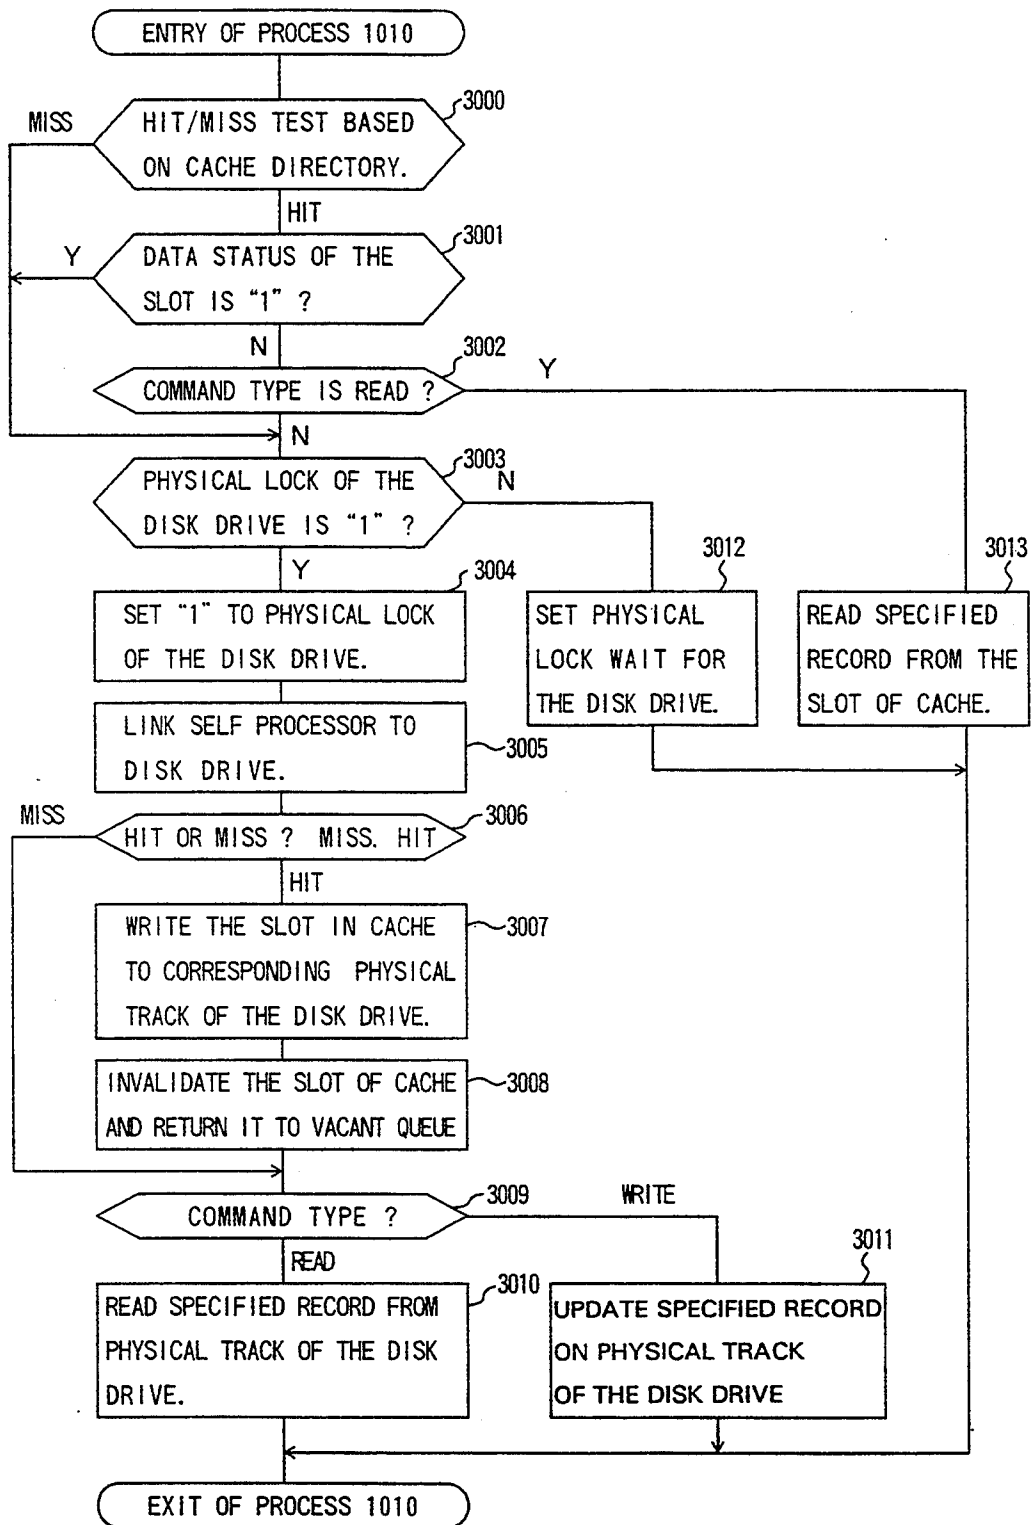 ENTRY OF PROCESS 1010
3000
MISS
HIT/MISS TEST BASED
ON CACHE DIRECTORY.
HIT
3001
Y
DATA STATUS OF THE
SLOT IS "1" ?
N
3002
COMMAND TYPE IS READ ?
Y
N
3003
PHYSICAL LOCK OF THE
DISK DRIVE IS "1" ?
N
Y
3004
SET "1" TO PHYSICAL LOCK
OF THE DISK DRIVE.
3012
SET PHYSICAL
LOCK WAIT FOR
THE DISK DRIVE.
3013
READ SPECIFIED
RECORD FROM THE
SLOT OF CACHE.
LINK SELF PROCESSOR TO
DISK DRIVE.
3005
MISS
HIT OR MISS ? MISS. HIT
3006
HIT
WRITE THE SLOT IN CACHE
TO CORRESPONDING PHYSICAL
TRACK OF THE DISK DRIVE.
3007
INVALIDATE THE SLOT OF CACHE
AND RETURN IT TO VACANT QUEUE
3008
COMMAND TYPE ?
3009
WRITE
READ
3010
READ SPECIFIED RECORD FROM
PHYSICAL TRACK OF THE DISK
DRIVE.
3011
UPDATE SPECIFIED RECORD
ON PHYSICAL TRACK
OF THE DISK DRIVE
EXIT OF PROCESS 1010